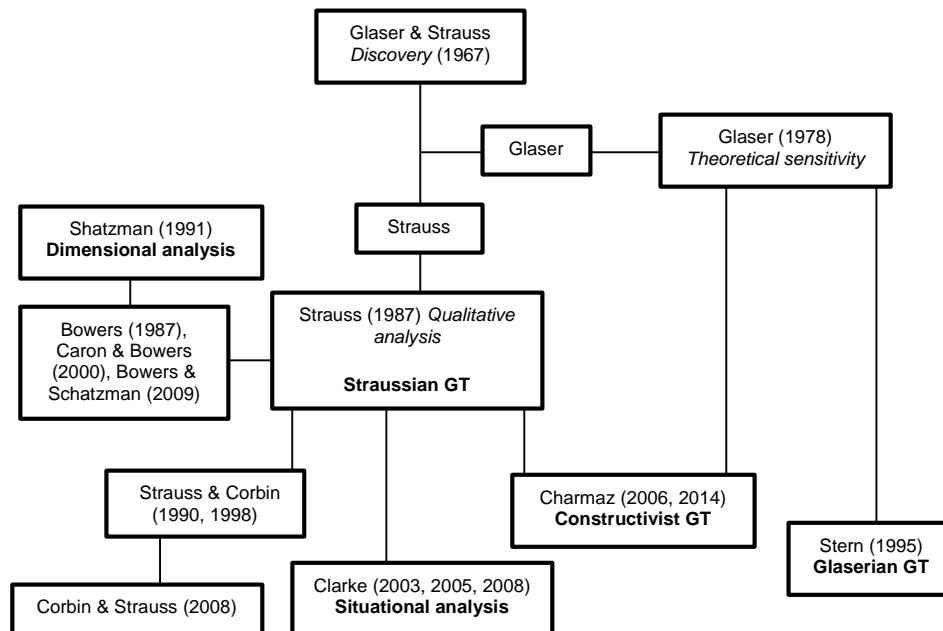 Glaser & Strauss
Discovery (1967)
Glaser
Glaser (1978)
Theoretical sensitivity
Strauss
Shatzman (1991)
Dimensional analysis
Bowers (1987),
Caron & Bowers
(2000), Bowers &
Schatzman (2009)
Strauss (1987) Qualitative
analysis
Straussian GT
Strauss & Corbin
(1990, 1998)
Charmaz (2006, 2014)
Constructivist GT
Stern (1995)
Glaserian GT
Corbin & Strauss (2008)
Clarke (2003, 2005, 2008)
Situational analysis